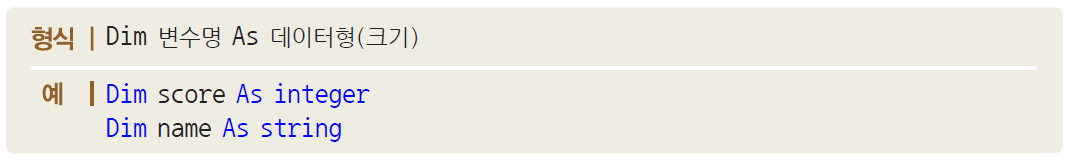 형식 | Dim 변수명 As 데이터형(크기)
예 | Dim score As integer
Dim name As string